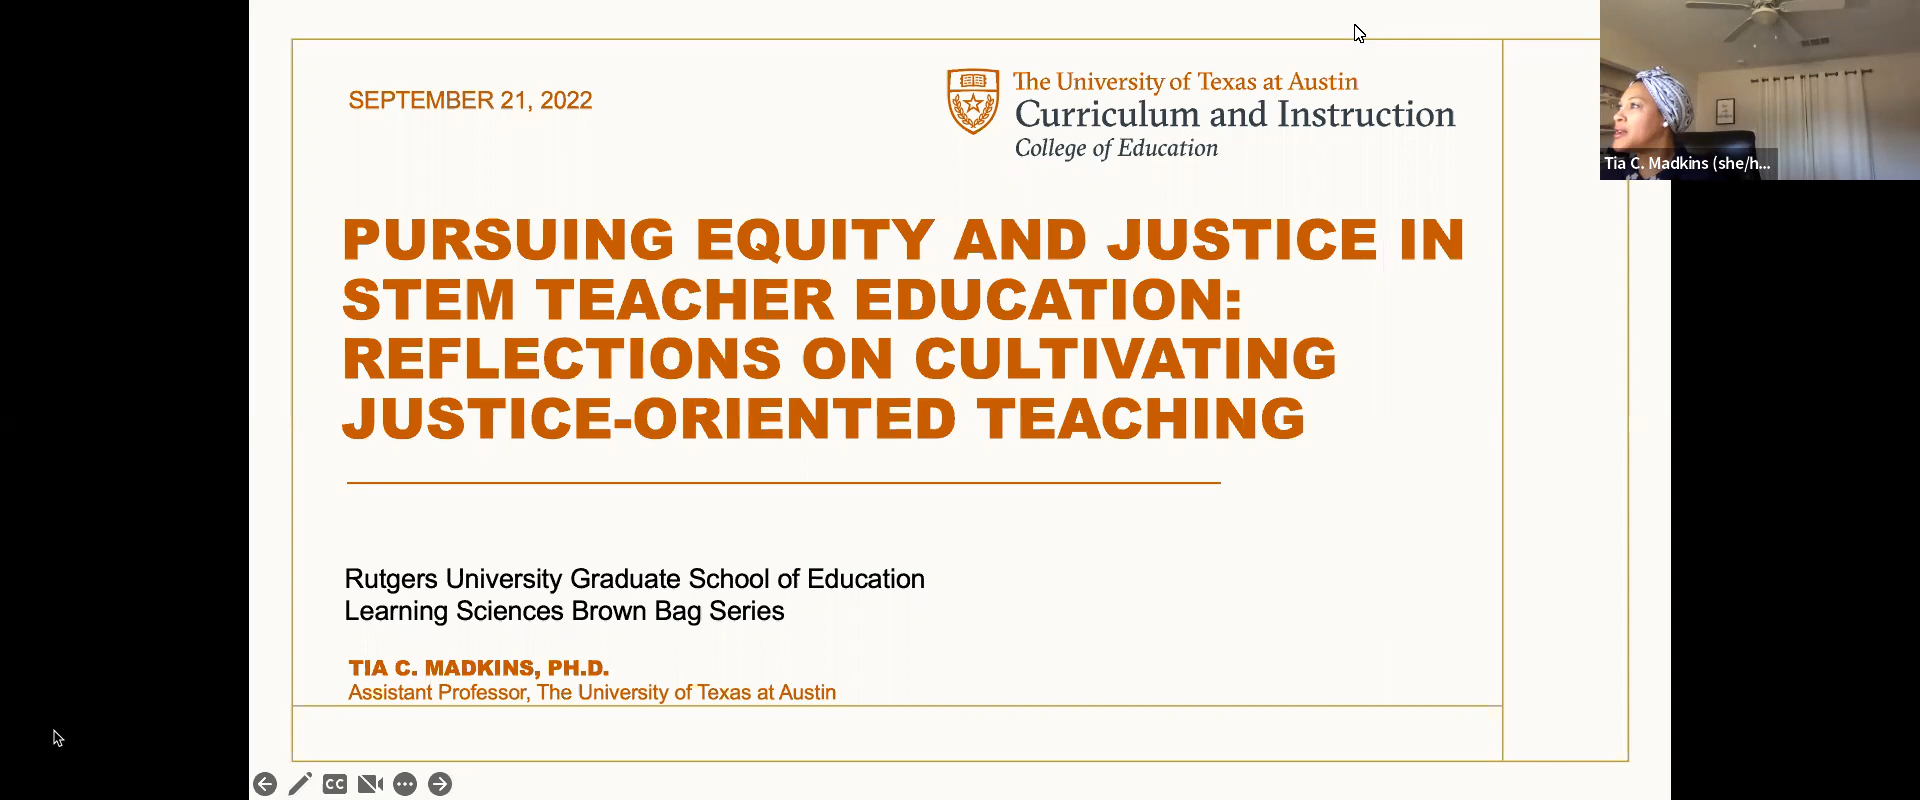 SEPTEMBER 21, 2022
The University of Texas at Austin
Curriculum and Instruction
College of Education
Tia C. Madkins (she/h...
PURSUING EQUITY AND JUSTICE IN
STEM TEACHER EDUCATION:
REFLECTIONS ON CULTIVATING
JUSTICE-ORIENTED TEACHING
Rutgers University Graduate School of Education
Learning Sciences Brown Bag Series
TIA C. MADKINS, PH.D.
Assistant Professor, The University of Texas at Austin
CC